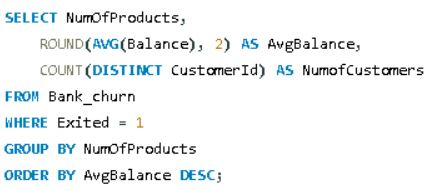 SELECT NumOfProducts,
ROUND(AVG(Balance), 2) AS AvgBalance,
COUNT(DISTINCT CustomerId) AS NumofCustomers
FROM Bank_churn
WHERE Exited = 1
GROUP BY NumOfProducts
ORDER BY AvgBalance DESC;